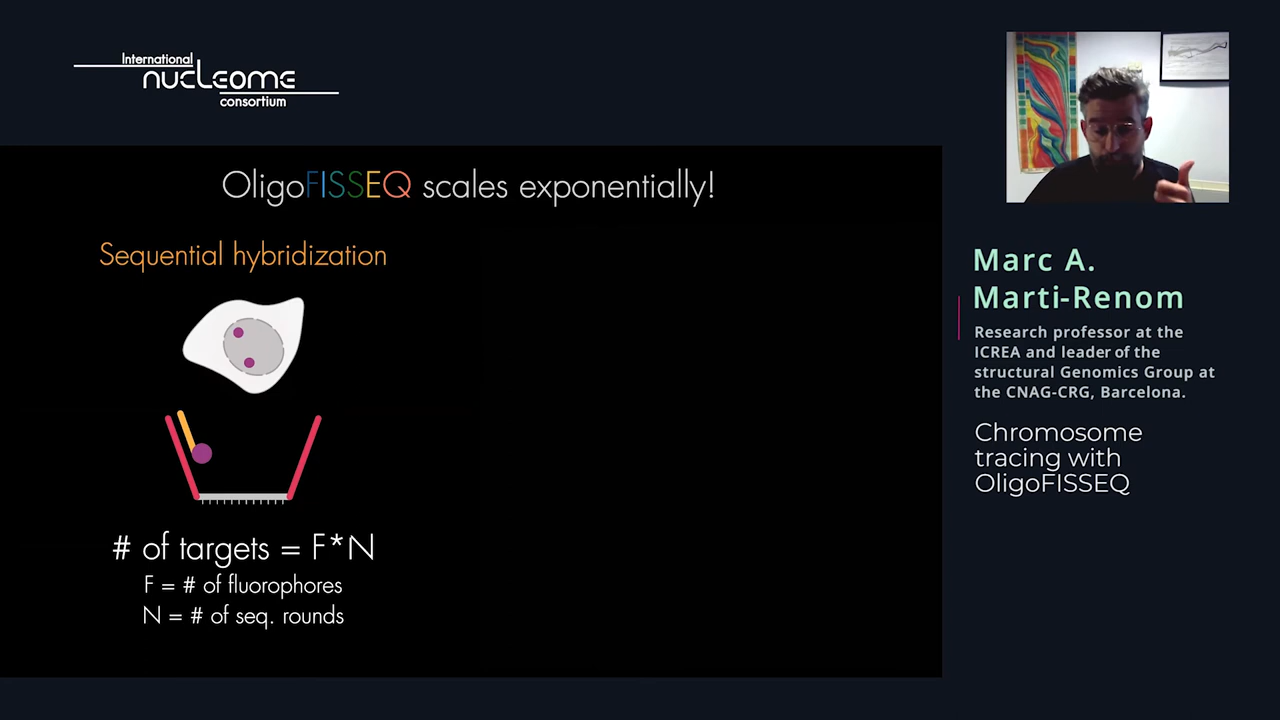 International
nucleome
consortium
OligoFISSEQ scales exponentially!
Sequential hybridization
# of targets = F*N
F = # of fluorophores
N = # of seq. rounds
Marc A.
Marti-Renom
Research professor at the
ICREA and leader of the
structural Genomics Group at
the CNAG-CRG, Barcelona.
Chromosome
tracing with
OligoFISSEQ